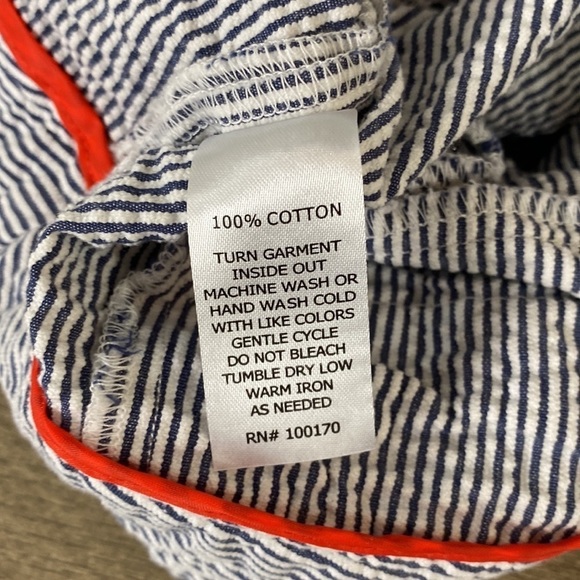 100% COTTON
TURN GARMENT
INSIDE OUT
MACHINE WASH OR
HAND WASH COLD
WITH LIKE COLORS
GENTLE CYCLE
DO NOT BLEACH
TUMBLE DRY LOW
WARM IRON
AS NEEDED
RN# 100170